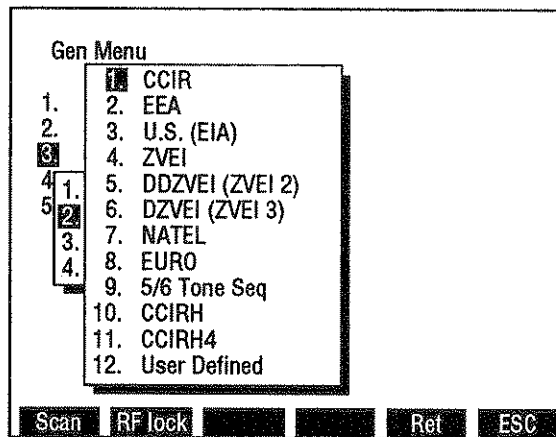 Gen Menu
1. CCIR
2. EEA
3. U.S. (EIA)
4. ZVEI
5. DDZVEI (ZVEI 2)
6. DZVEI (ZVEI 3)
7. NATEL
8. EURO
9. 5/6 Tone Seq
10. CCIRH
11. CCIRH4
12. User Defined
1.
2.
3.
4
5
1.
2.
3.
4.
Scan RF lock Ret ESC